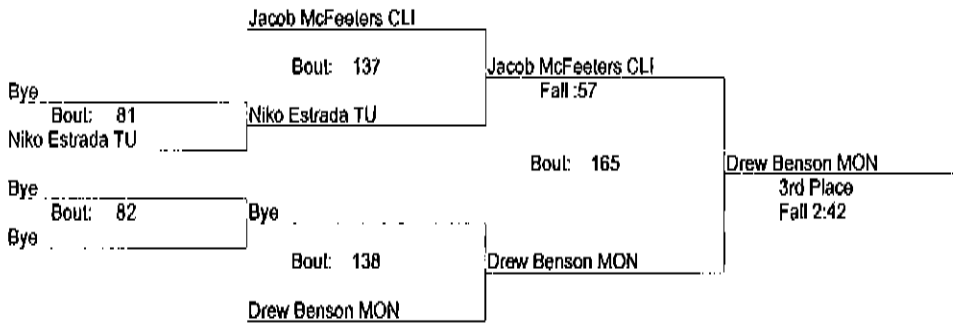 Jacob McFeeters CLI
Bout: 137
Jacob McFeeters CLI
Fall :57
Bye
Bout: 81
Niko Estrada TU
Niko Estrada TU
Bout: 165
Drew Benson MON
3rd Place
Fall 2:42
Bye
Bout: 82
Bye
Bye
Bout: 138
Drew Benson MON
Drew Benson MON